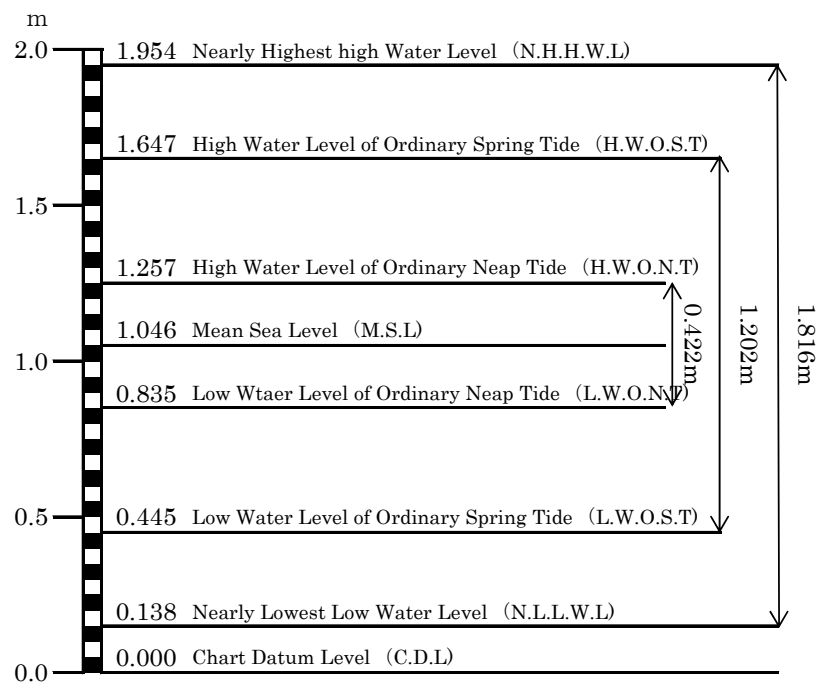 m
2.0
1.954 Nearly Highest high Water Level （N.H.H.W.L)
1.647 High Water Level of Ordinary Spring Tide （H.W.O.S.T)
1.5
1.257 High Water Level of Ordinary Neap Tide （H.W.O.N.T)
0.422m
1.202m
1.816m
1.046 Mean Sea Level （M.S.L)
1.0
0.835 Low Wtaer Level of Ordinary Neap Tide （L.W.O.N.T)
0.5
0.445 Low Water Level of Ordinary Spring Tide （L.W.O.S.T)
0.138 Nearly Lowest Low Water Level （N.L.L.W.L)
0.0
0.000 Chart Datum Level （C.D.L)